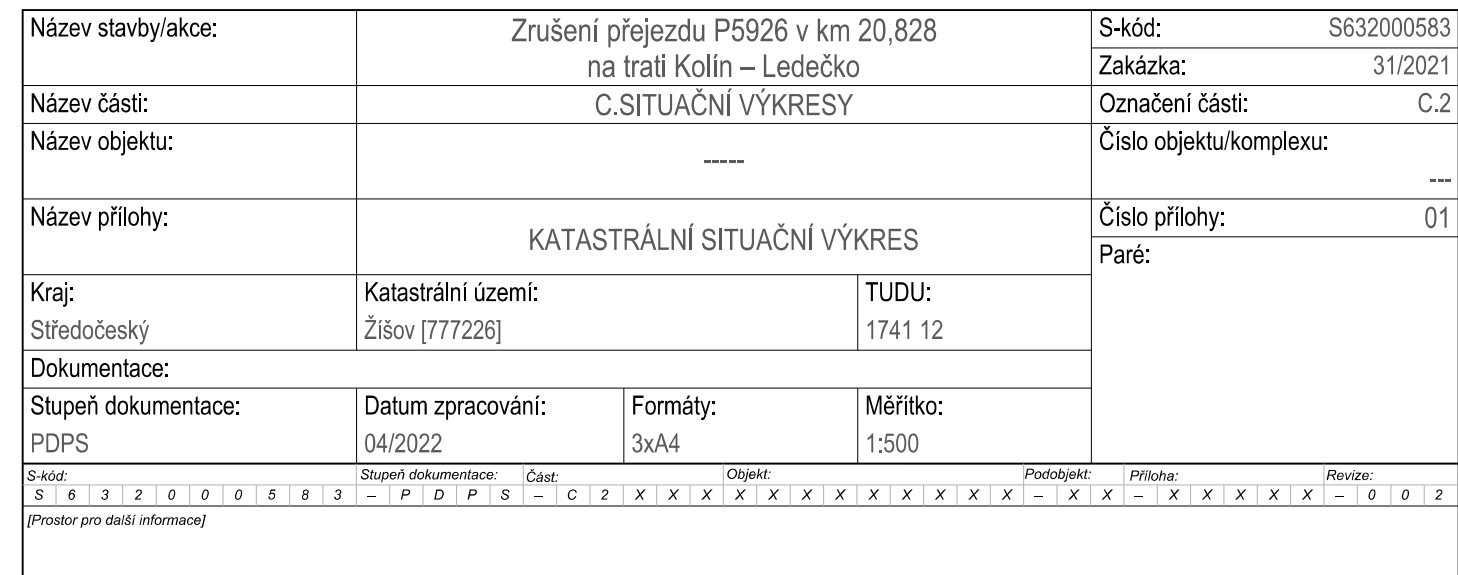 Název stavby/akce: Zrušení přejezdu P5926 v km 20,828 S-kód: S632000583
na trati Kolín – Ledečko Zakázka: 31/2021
Název části: C.SITUAČNÍ VÝKRESY Označení části: C.2
Název objektu: ----- Číslo objektu/komplexu:
---
Název přílohy: KATASTRÁLNÍ SITUAČNÍ VÝKRES Číslo přílohy: 01
Paré:
Kraj: Katastrální území: TUDU:
Středočeský Žíšov [777226] 1741 12
Dokumentace:
Stupeň dokumentace: Datum zpracování: Formáty: Měřítko:
PDPS 04/2022 3xA4 1:500
S-kód: Stupeň dokumentace: Část: Objekt: Podobjekt: Příloha: Revize:
S 6 3 2 0 0 0 5 8 3 – P D P S – C 2 X X X X X X X X X X X X – X X – X X X X X – 0 0 2
[Prostor pro další informace]